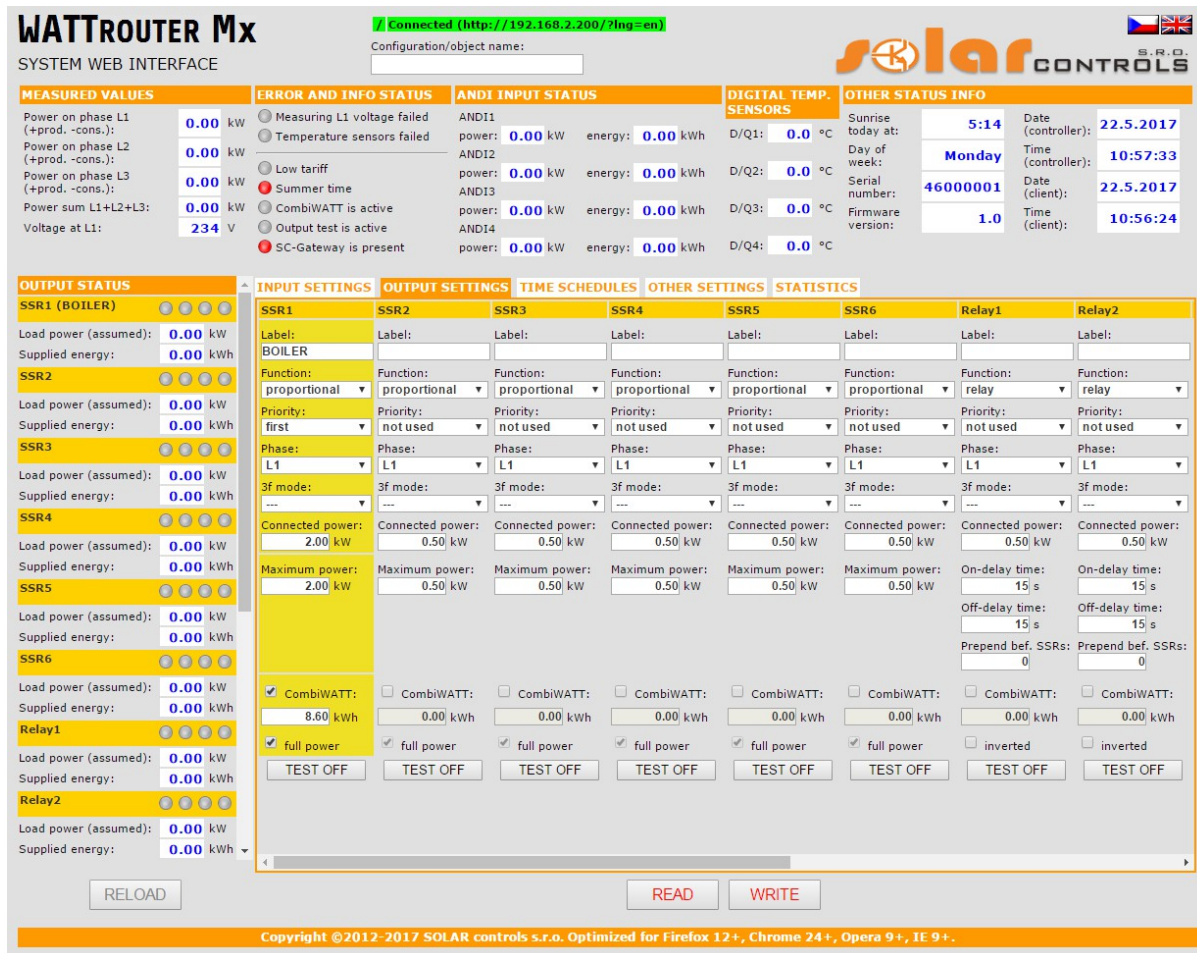 WATTROUTER Mx
SYSTEM WEB INTERFACE
/ Connected (http://192.168.2.200/?lng=en)
Configuration/object name:
solar CONTROLS S.R.O.
MEASURED VALUES
Power on phase L1 (+prod. -cons.): 0.00 kW
Power on phase L2 (+prod. -cons.): 0.00 kW
Power on phase L3 (+prod. -cons.): 0.00 kW
Power sum L1+L2+L3: 0.00 kW
Voltage at L1: 234 V
ERROR AND INFO STATUS
Measuring L1 voltage failed
Temperature sensors failed
Low tariff
Summer time
CombiWATT is active
Output test is active
SC-Gateway is present
ANDI INPUT STATUS
ANDI1
power: 0.00 kW energy: 0.00 kWh
ANDI2
power: 0.00 kW energy: 0.00 kWh
ANDI3
power: 0.00 kW energy: 0.00 kWh
ANDI4
power: 0.00 kW energy: 0.00 kWh
DIGITAL TEMP. SENSORS
D/Q1: 0.0 °C
D/Q2: 0.0 °C
D/Q3: 0.0 °C
D/Q4: 0.0 °C
OTHER STATUS INFO
Sunrise today at: 5:14 Date (controller): 22.5.2017
Day of week: Monday Time (controller): 10:57:33
Serial number: 46000001 Date (client): 22.5.2017
Firmware version: 1.0 Time (client): 10:56:24
OUTPUT STATUS
SSR1 (BOILER)
Load power (assumed): 0.00 kW
Supplied energy: 0.00 kWh
SSR2
Load power (assumed): 0.00 kW
Supplied energy: 0.00 kWh
SSR3
Load power (assumed): 0.00 kW
Supplied energy: 0.00 kWh
SSR4
Load power (assumed): 0.00 kW
Supplied energy: 0.00 kWh
SSR5
Load power (assumed): 0.00 kW
Supplied energy: 0.00 kWh
SSR6
Load power (assumed): 0.00 kW
Supplied energy: 0.00 kWh
Relay1
Load power (assumed): 0.00 kW
Supplied energy: 0.00 kWh
Relay2
Load power (assumed): 0.00 kW
Supplied energy: 0.00 kWh
INPUT SETTINGS OUTPUT SETTINGS TIME SCHEDULES OTHER SETTINGS STATISTICS
SSR1 SSR2 SSR3 SSR4 SSR5 SSR6 Relay1 Relay2
Label: Label: Label: Label: Label: Label: Label: Label:
BOILER
Function: Function: Function: Function: Function: Function: Function: Function:
proportional proportional proportional proportional proportional proportional relay relay
Priority: Priority: Priority: Priority: Priority: Priority: Priority: Priority:
first not used not used not used not used not used not used not used
Phase: Phase: Phase: Phase: Phase: Phase: Phase: Phase:
L1 L1 L1 L1 L1 L1 L1 L1
3f mode: 3f mode: 3f mode: 3f mode: 3f mode: 3f mode: 3f mode: 3f mode:
--- --- --- --- --- --- --- ---
Connected power: Connected power: Connected power: Connected power: Connected power: Connected power: Connected power: Connected power:
2.00 kW 0.50 kW 0.50 kW 0.50 kW 0.50 kW 0.50 kW 0.50 kW 0.50 kW
Maximum power: Maximum power: Maximum power: Maximum power: Maximum power: Maximum power: On-delay time: On-delay time:
2.00 kW 0.50 kW 0.50 kW 0.50 kW 0.50 kW 0.50 kW 15 s 15 s
Off-delay time: Off-delay time:
15 s 15 s
Prepend bef. SSRs: Prepend bef. SSRs:
0 0
CombiWATT: CombiWATT: CombiWATT: CombiWATT: CombiWATT: CombiWATT: CombiWATT: CombiWATT:
8.60 kWh 0.00 kWh 0.00 kWh 0.00 kWh 0.00 kWh 0.00 kWh 0.00 kWh 0.00 kWh
full power full power full power full power full power full power inverted inverted
TEST OFF TEST OFF TEST OFF TEST OFF TEST OFF TEST OFF TEST OFF TEST OFF
RELOAD READ WRITE
Copyright ©2012-2017 SOLAR controls s.r.o. Optimized for Firefox 12+, Chrome 24+, Opera 9+, IE 9+.